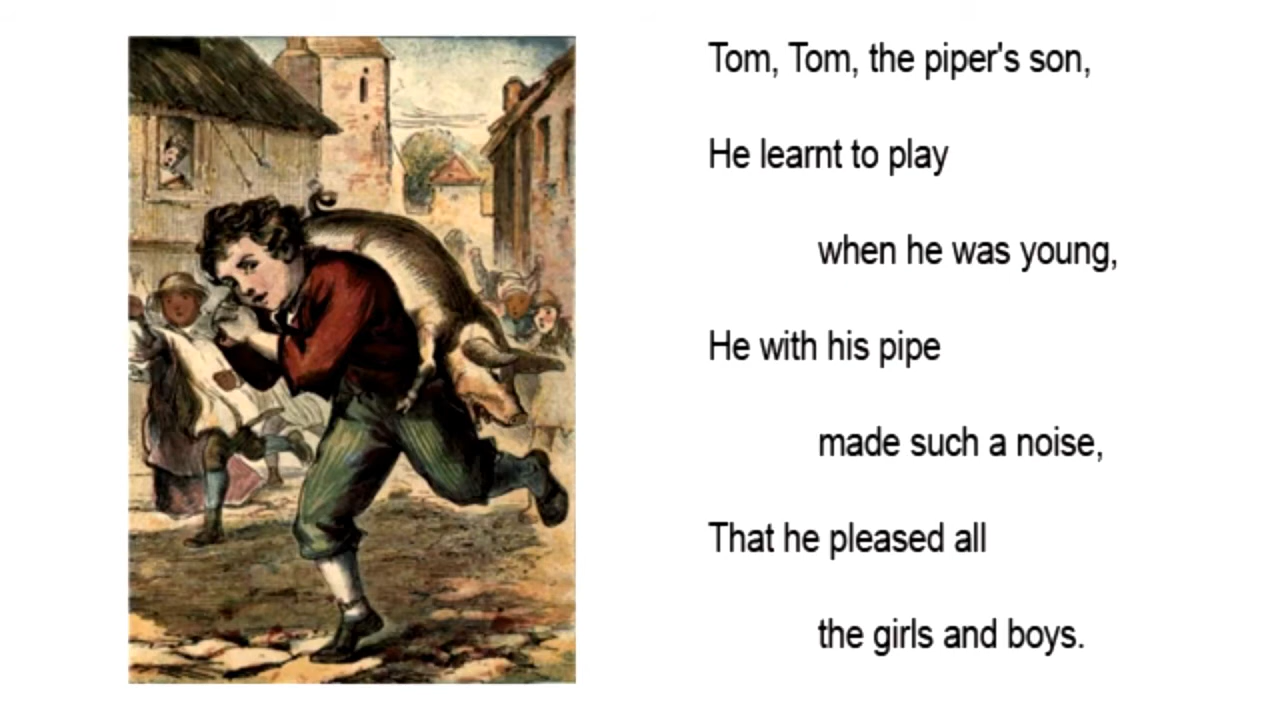 Tom, Tom, the piper's son,
He learnt to play
when he was young,
He with his pipe
made such a noise,
That he pleased all
the girls and boys.